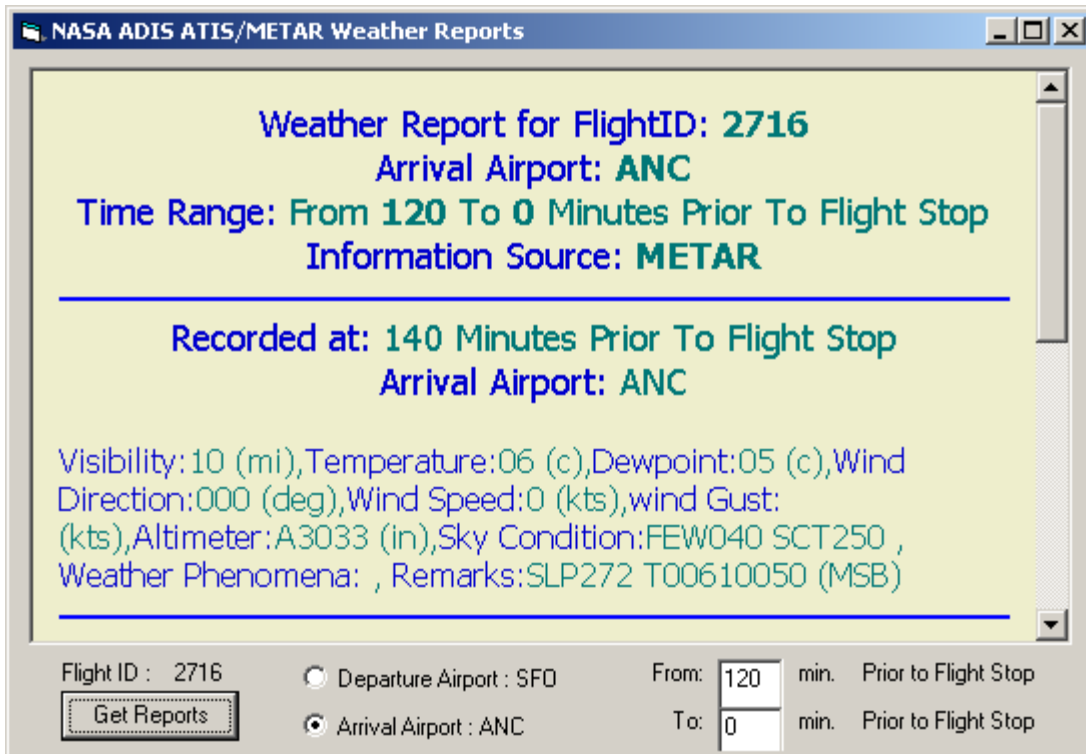 NASA ADIS ATIS/METAR Weather Reports
Weather Report for FlightID: 2716
Arrival Airport: ANC
Time Range: From 120 To 0 Minutes Prior To Flight Stop
Information Source: METAR
Recorded at: 140 Minutes Prior To Flight Stop
Arrival Airport: ANC
Visibility:10 (mi),Temperature:06 (c),Dewpoint:05 (c),Wind
Direction:000 (deg),Wind Speed:0 (kts),wind Gust:
(kts),Altimeter:A3033 (in),Sky Condition:FEW040 SCT250 ,
Weather Phenomena: , Remarks:SLP272 T00610050 (MSB)
Flight ID : 2716 Departure Airport : SFO From: 120 min. Prior to Flight Stop
Get Reports Arrival Airport : ANC To: 0 min. Prior to Flight Stop